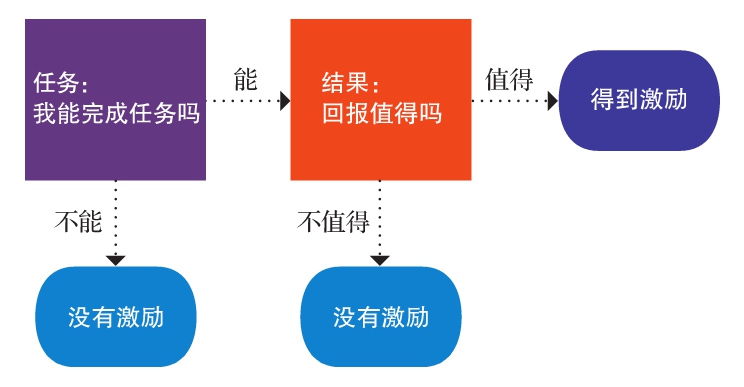 任务：
我能完成任务吗
能
结果：
回报值得吗
值得
得到激励
不能
不值得
没有激励
没有激励